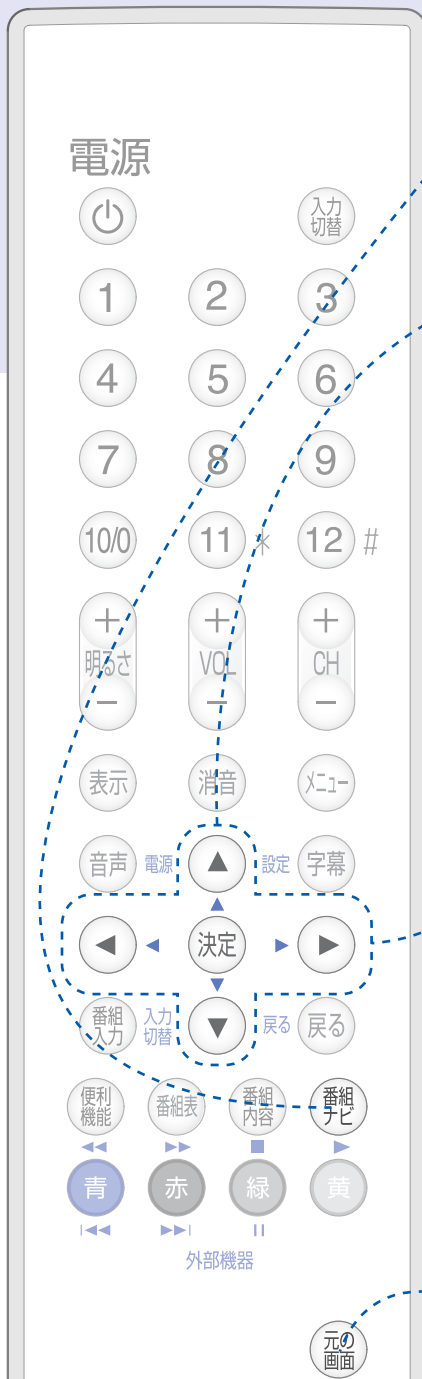 電源
入力
切替
1 2 3
4 5 6
7 8 9
10/0 11 * 12 #
+ + +
明るさ VOL CH
− − −
表示 消音 メニュー
音声 電源 ▲ 設定 字幕
▲
◀ ◀ 決定 ▶ ▶
▼
番組
入力
入力
切替
▼ 戻る 戻る
便利
機能
番組表
番組
内容
番組
ナビ
◀◀ ▶▶ ■ ▶
青 赤 緑 黄
|◀◀ ▶▶| II
外部機器
元の
画面